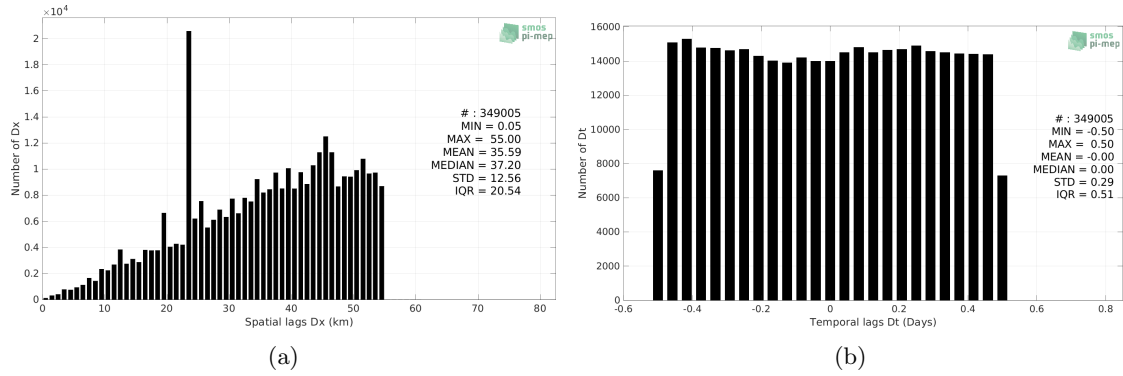 ×10⁴
2
1.8
1.6
1.4
1.2
1
0.8
0.6
0.4
0.2
0
Number of Dx
0 10 20 30 40 50 60 70 80
Spatial lags Dx (km)
smos
pi-mep
# : 349005
MIN = 0.05
MAX = 55.00
MEAN = 35.59
MEDIAN = 37.20
STD = 12.56
IQR = 20.54
(a)
16000
14000
12000
10000
8000
6000
4000
2000
0
Number of Dt
-0.6 -0.4 -0.2 0 0.2 0.4 0.6 0.8
Temporal lags Dt (Days)
smos
pi-mep
# : 349005
MIN = -0.50
MAX = 0.50
MEAN = -0.00
MEDIAN = 0.00
STD = 0.29
IQR = 0.51
(b)